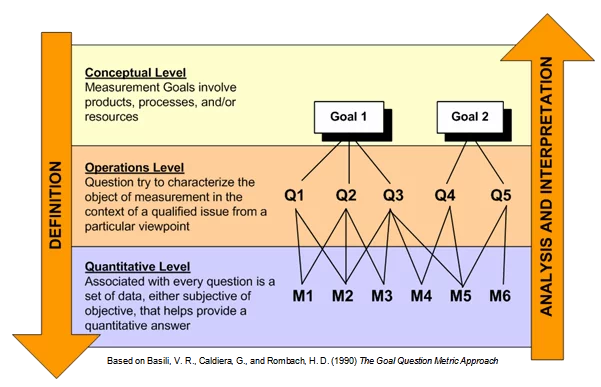 DEFINITION
Conceptual Level
Measurement Goals involve
products, processes, and/or
resources
Goal 1
Goal 2
Operations Level
Question try to characterize the
object of measurement in the
context of a qualified issue from a
particular viewpoint
Q1 Q2 Q3 Q4 Q5
Quantitative Level
Associated with every question is a
set of data, either subjective of
objective, that helps provide a
quantitative answer
M1 M2 M3 M4 M5 M6
ANALYSIS AND INTERPRETATION
Based on Basili, V. R., Caldiera, G., and Rombach, H. D. (1990) The Goal Question Metric Approach